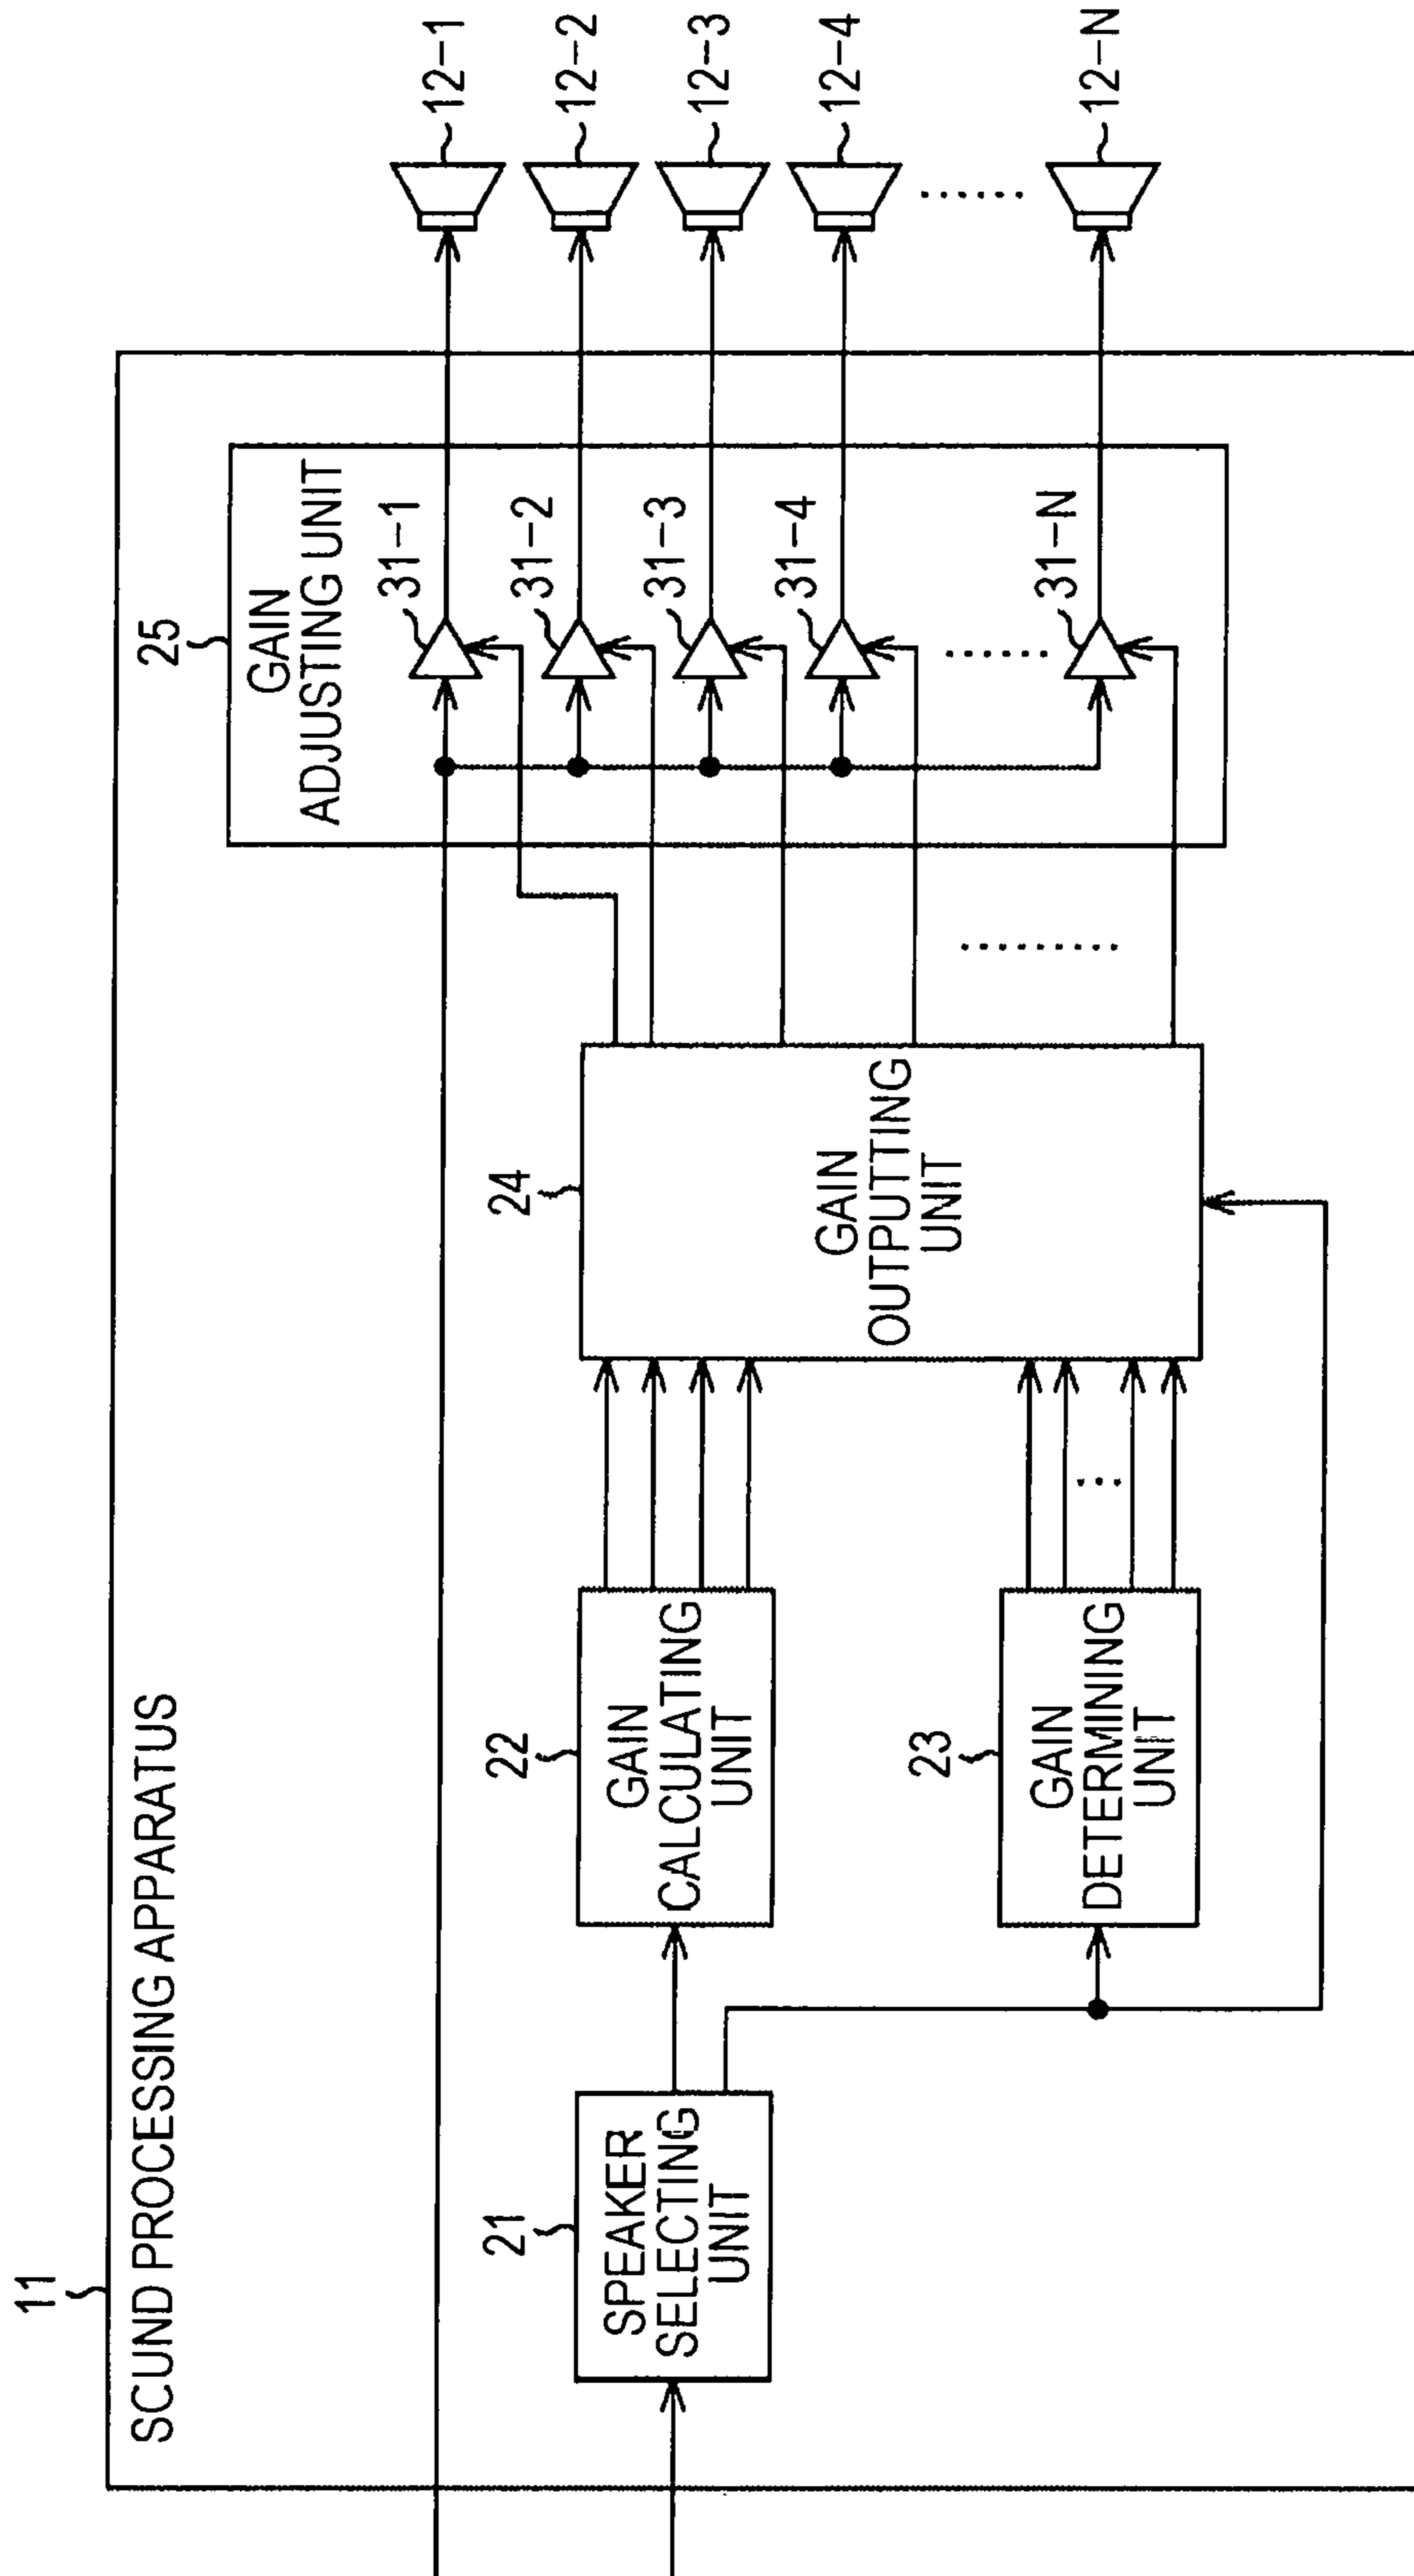 11
SCUND PROCESSING APPARATUS
21
SPEAKER
SELECTING
UNIT
22
GAIN
CALCULATING
UNIT
23
GAIN
DETERMINING
UNIT
24
GAIN
OUTPUTTING
UNIT
25
GAIN
ADJUSTING UNIT
31-1
31-2
31-3
31-4
31-N
12-1
12-2
12-3
12-4
12-N